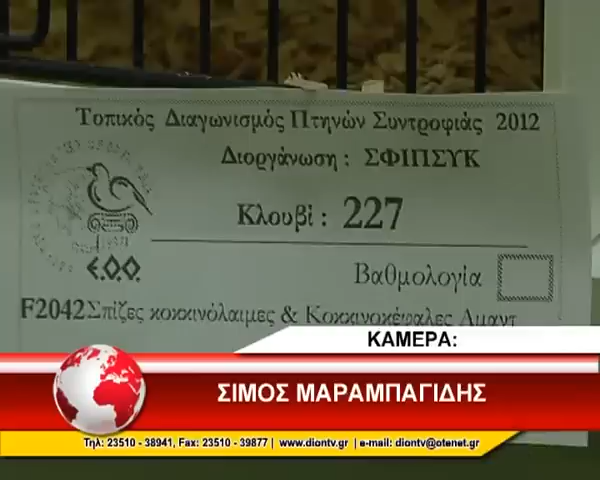 Τοπικός Διαγωνισμός Πτηνών Συντροφιάς 2012
Διοργάνωση : ΣΦΙΠΣΥΚ
Κλουβί : 227
Ε.Ο.Ο.
Βαθμολογία
F2042 Σπίζες κοκκινόλαιμες & Κοκκινοκέφαλες Αμαντ
ΚΑΜΕΡΑ:
ΣΙΜΟΣ ΜΑΡΑΜΠΑΓΙΔΗΣ
Τηλ: 23510 - 38941, Fax: 23510 - 39877 | www.diontv.gr | e-mail: diontv@otenet.gr